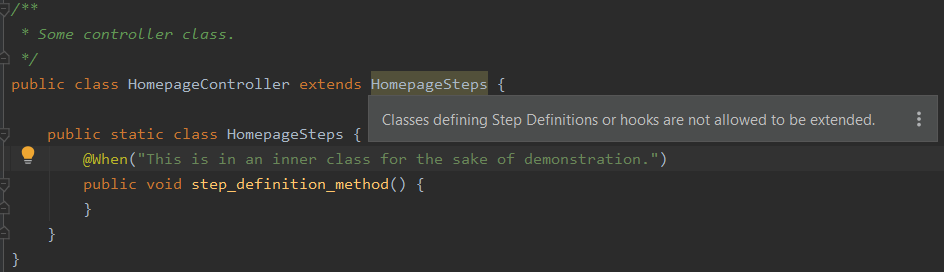 /**
 * Some controller class.
 */
public class HomepageController extends HomepageSteps {
Classes defining Step Definitions or hooks are not allowed to be extended.
    public static class HomepageSteps {
        @When("This is in an inner class for the sake of demonstration.")
        public void step_definition_method() {
        }
    }
}